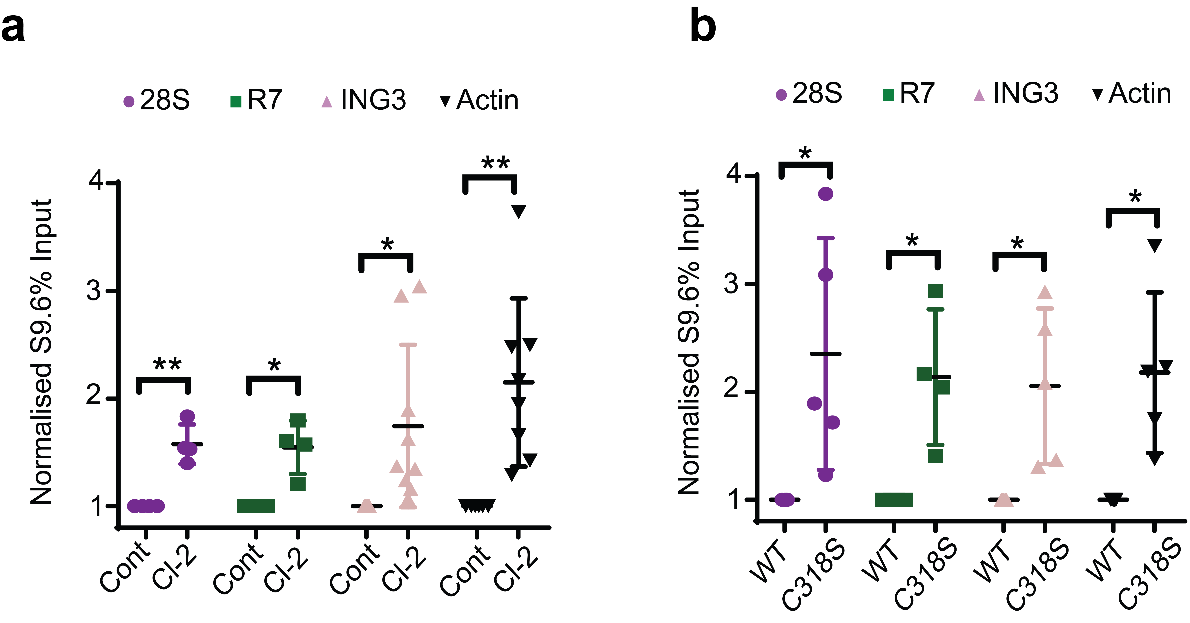 a
28S R7 ING3 Actin
Normalised S9.6% Input
4
3
2
1
** * * **
Cont CI-2 Cont CI-2 Cont CI-2 Cont CI-2
b
28S R7 ING3 Actin
Normalised S9.6% Input
4
3
2
1
* * * *
WT C318S WT C318S WT C318S WT C318S